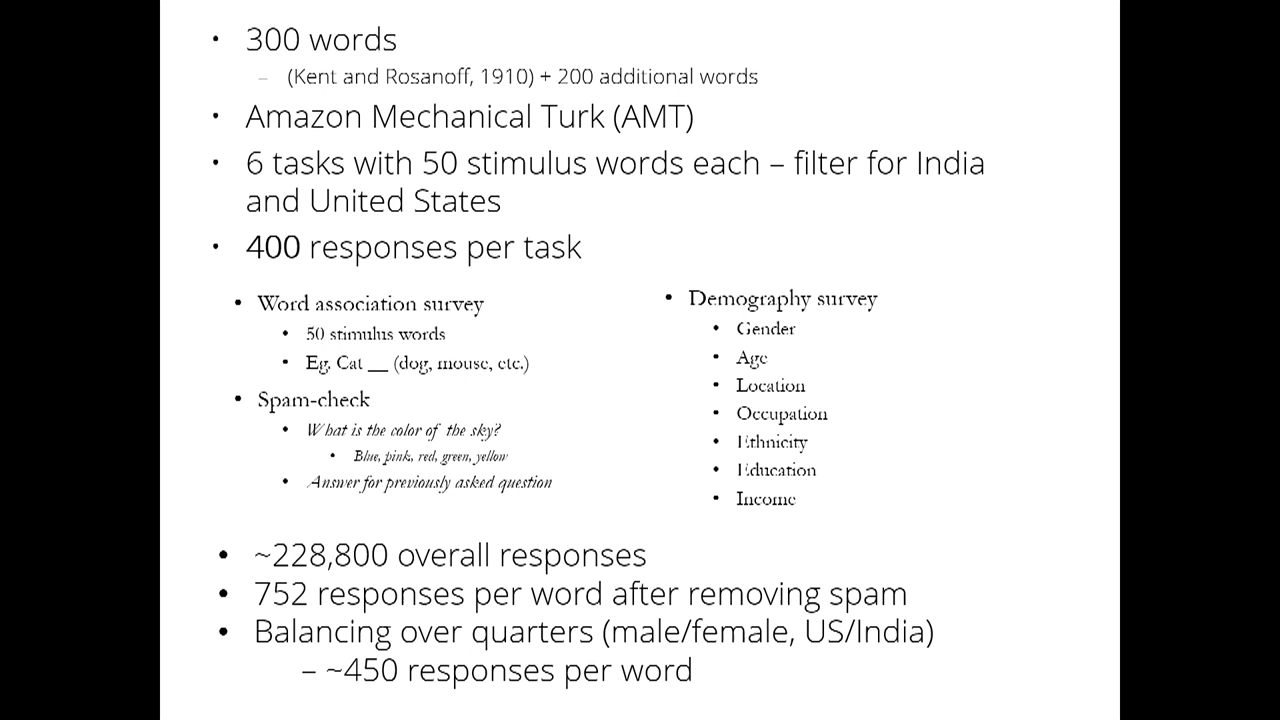 • 300 words
– (Kent and Rosanoff, 1910) + 200 additional words
• Amazon Mechanical Turk (AMT)
• 6 tasks with 50 stimulus words each – filter for India
and United States
• 400 responses per task
• Word association survey
• 50 stimulus words
• Eg. Cat __ (dog, mouse, etc.)
• Spam-check
• What is the color of the sky?
• Blue, pink, red, green, yellow
• Answer for previously asked question
• Demography survey
• Gender
• Age
• Location
• Occupation
• Ethnicity
• Education
• Income
• ~228,800 overall responses
• 752 responses per word after removing spam
• Balancing over quarters (male/female, US/India)
– ~450 responses per word